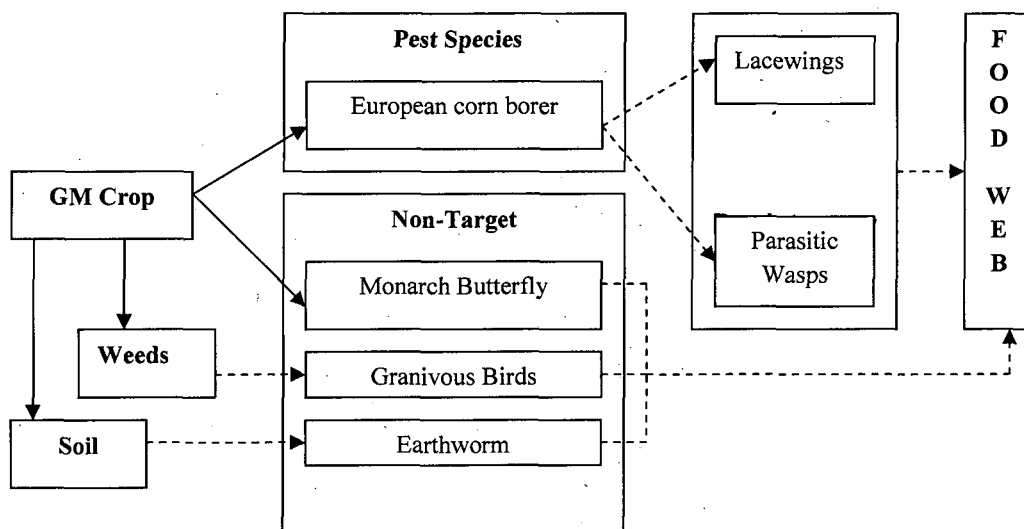 Pest Species
European corn borer
Lacewings
Parasitic
Wasps
F
O
O
D
W
E
B
GM Crop
Non-Target
Monarch Butterfly
Granivous Birds
Earthworm
Weeds
Soil